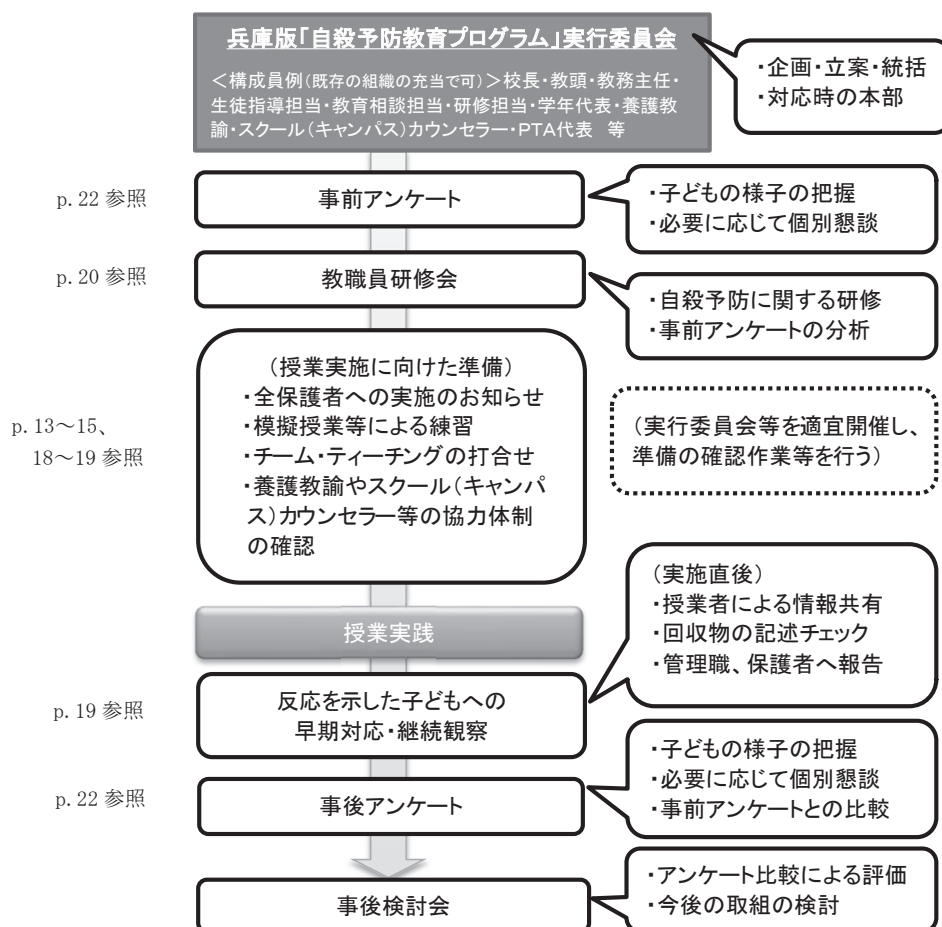 兵庫版「自殺予防教育プログラム」実行委員会
＜構成員例(既存の組織の充当で可)＞校長・教頭・教務主任・
生徒指導担当・教育相談担当・研修担当・学年代表・養護教
諭・スクール(キャンパス)カウンセラー・PTA代表　等
・企画・立案・統括
・対応時の本部
p. 22 参照
事前アンケート
・子どもの様子の把握
・必要に応じて個別懇談
p. 20 参照
教職員研修会
・自殺予防に関する研修
・事前アンケートの分析
p. 13～15、
18～19 参照
(授業実施に向けた準備)
・全保護者への実施のお知らせ
・模擬授業等による練習
・チーム・ティーチングの打合せ
・養護教諭やスクール(キャンパ
ス)カウンセラー等の協力体制
の確認
(実行委員会等を適宜開催し、
準備の確認作業等を行う)
授業実践
(実施直後)
・授業者による情報共有
・回収物の記述チェック
・管理職、保護者へ報告
p. 19 参照
反応を示した子どもへの
早期対応・継続観察
p. 22 参照
事後アンケート
・子どもの様子の把握
・必要に応じて個別懇談
・事前アンケートとの比較
事後検討会
・アンケート比較による評価
・今後の取組の検討